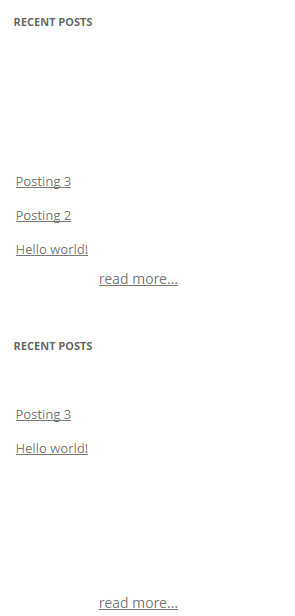 RECENT POSTS
Posting 3
Posting 2
Hello world!
read more...
RECENT POSTS
Posting 3
Hello world!
read more...